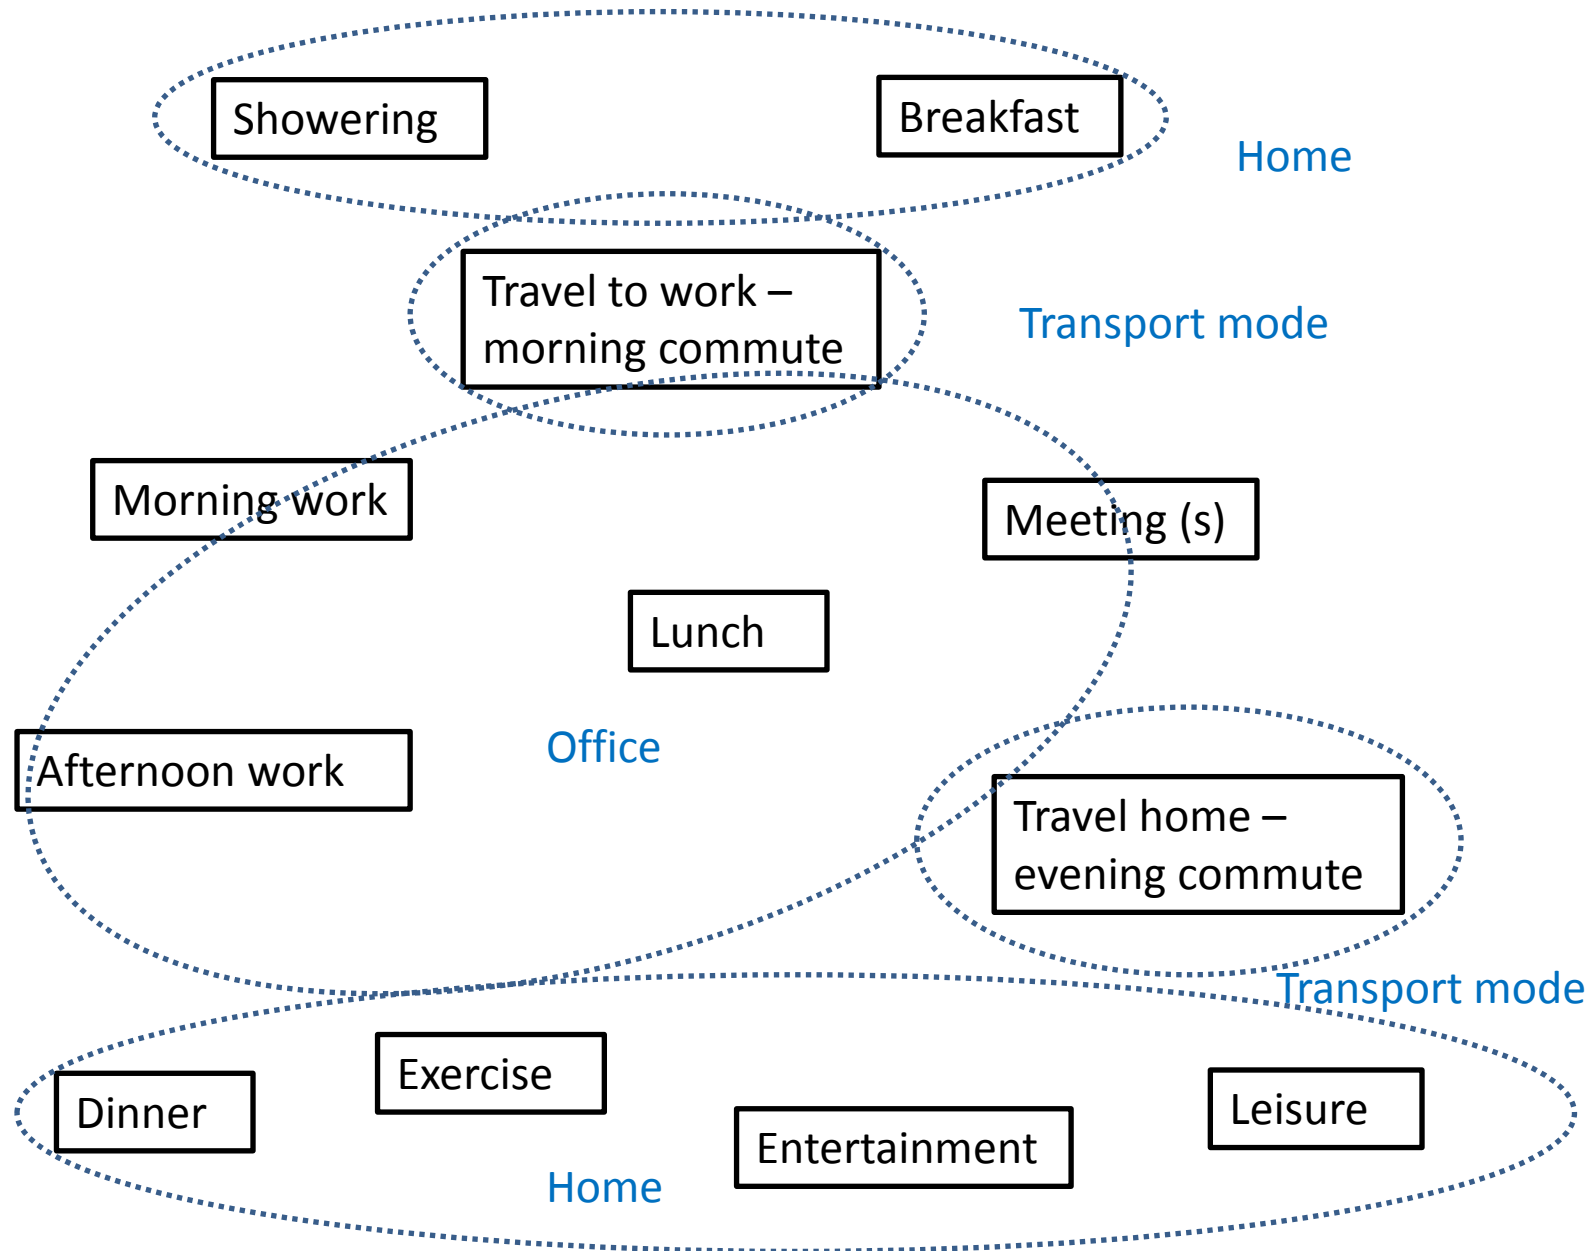 Showering
Breakfast
Home
Travel to work –
morning commute
Transport mode
Morning work
Meeting (s)
Lunch
Office
Afternoon work
Travel home –
evening commute
Transport mode
Exercise
Dinner
Leisure
Entertainment
Home